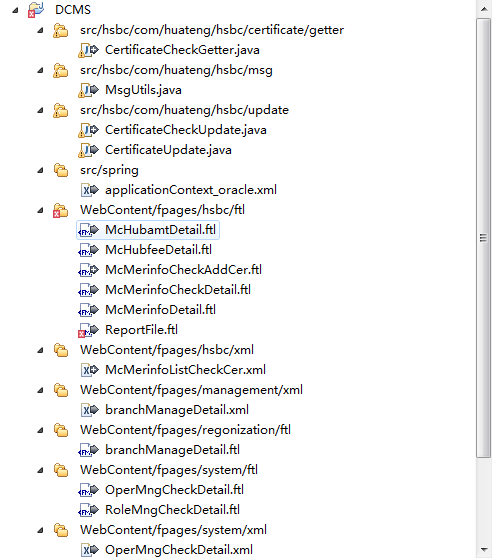 DCMS
src/hsbc/com/huateng/hsbc/certificate/getter
CertificateCheckGetter.java
src/hsbc/com/huateng/hsbc/msg
MsgUtils.java
src/hsbc/com/huateng/hsbc/update
CertificateCheckUpdate.java
CertificateUpdate.java
src/spring
applicationContext_oracle.xml
WebContent/fpages/hsbc/ftl
McHubamtDetail.ftl
McHubfeeDetail.ftl
McMerinfoCheckAddCer.ftl
McMerinfoCheckDetail.ftl
McMerinfoDetail.ftl
ReportFile.ftl
WebContent/fpages/hsbc/xml
McMerinfoListCheckCer.xml
WebContent/fpages/management/xml
branchManageDetail.xml
WebContent/fpages/regonization/ftl
branchManageDetail.ftl
WebContent/fpages/system/ftl
OperMngCheckDetail.ftl
RoleMngCheckDetail.ftl
WebContent/fpages/system/xml
OperMngCheckDetail.xml